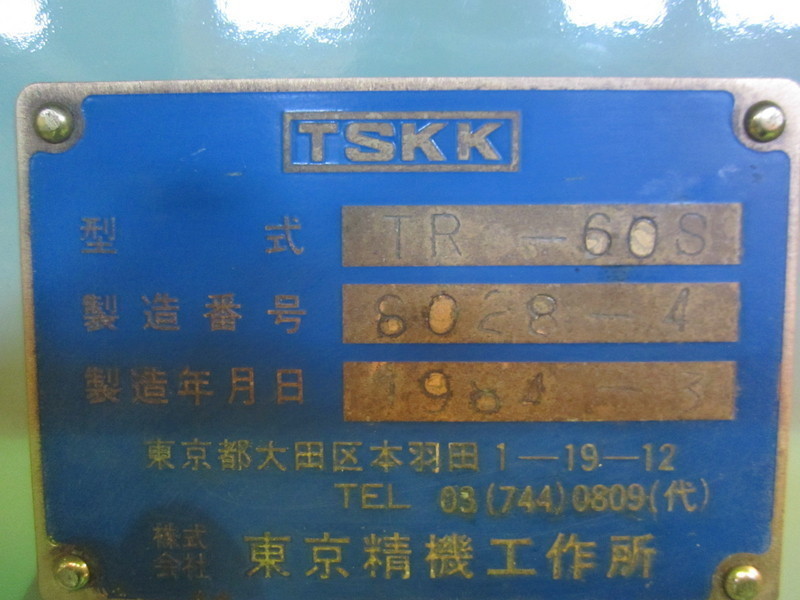 TSKK
型式 TR-60S
製造番号 8028-4
製造年月日 1984-3
東京都大田区本羽田1-19-12
TEL 03(744)0809(代)
株式会社 東京精機工作所